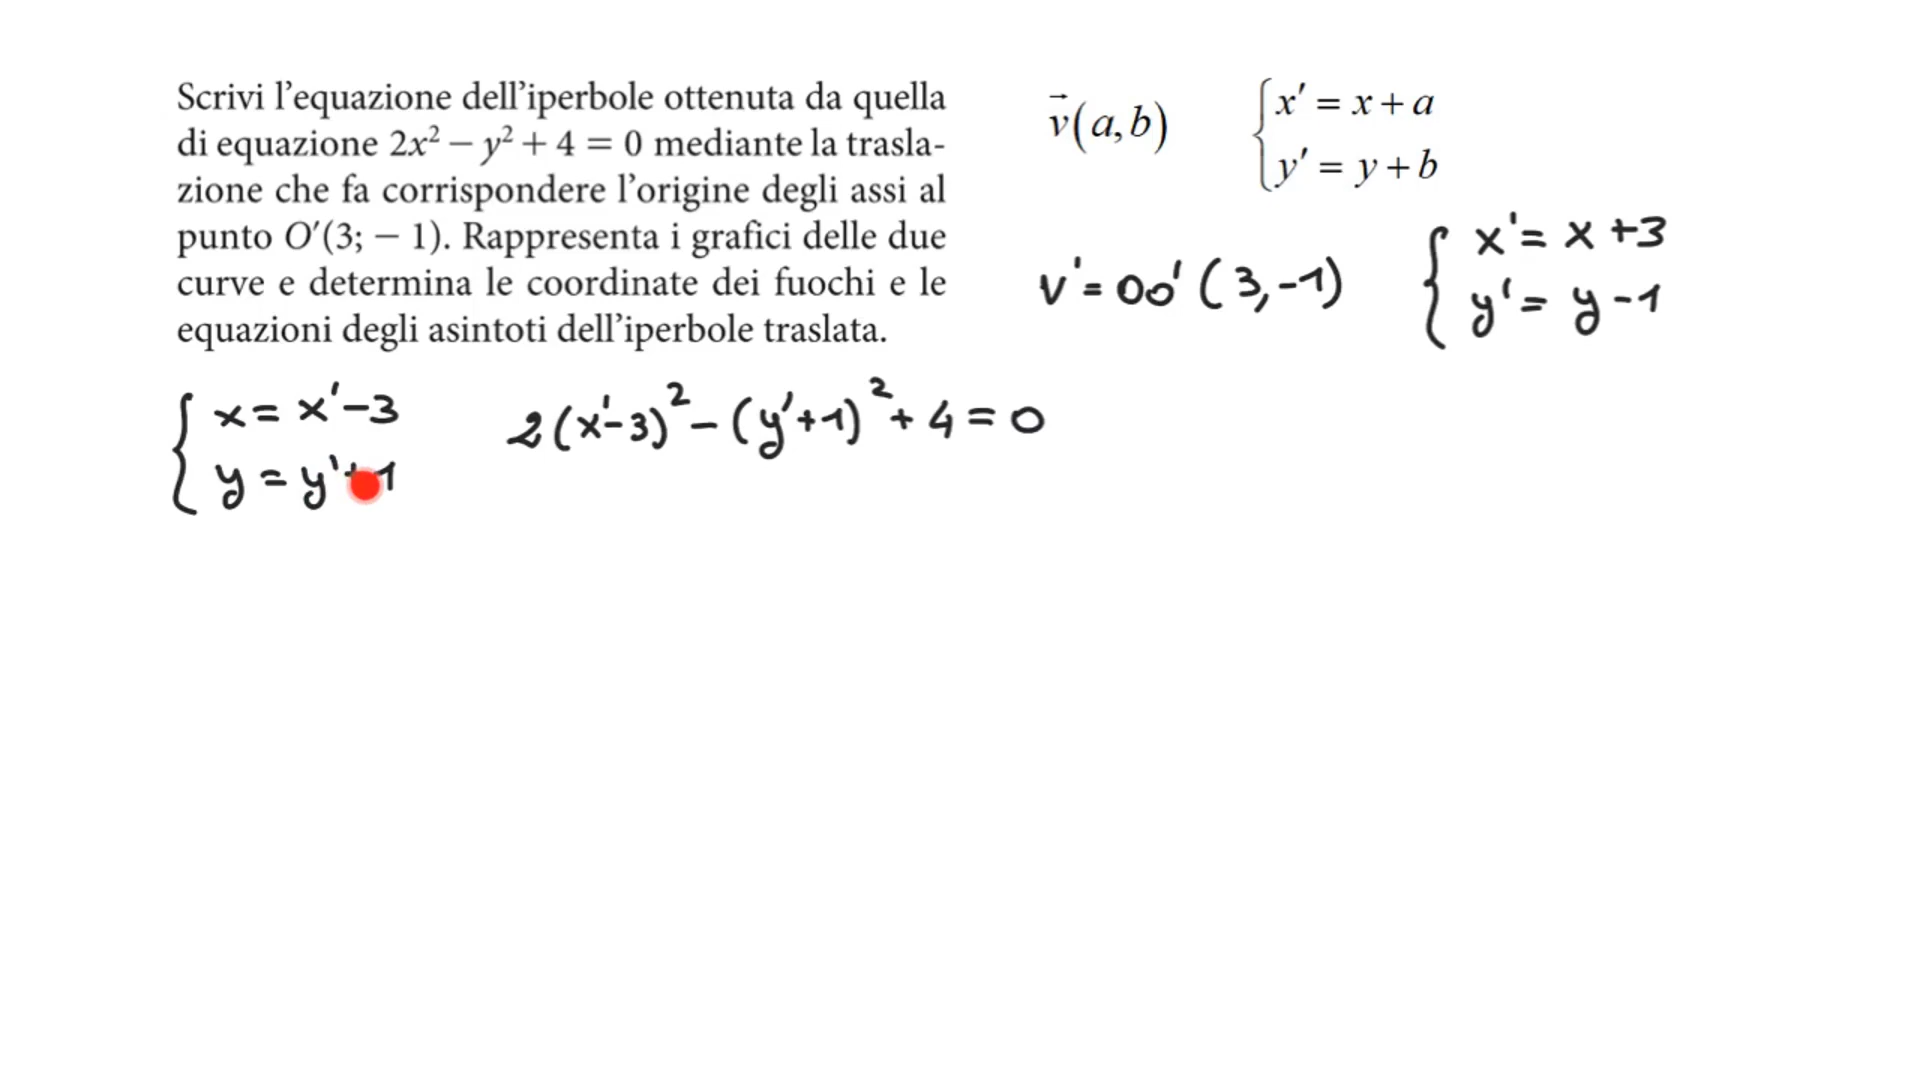 Scrivi l'equazione dell'iperbole ottenuta da quella
di equazione 2x² − y² + 4 = 0 mediante la trasla-
zione che fa corrispondere l'origine degli assi al
punto O′(3; − 1). Rappresenta i grafici delle due
curve e determina le coordinate dei fuochi e le
equazioni degli asintoti dell'iperbole traslata.
v⃗(a,b)
{x′ = x + a
y′ = y + b
v' = OO' (3,-1)
{x' = x +3
y' = y -1
{x = x'-3
y = y'+1
2(x'-3)² - (y'+1)² + 4 = 0